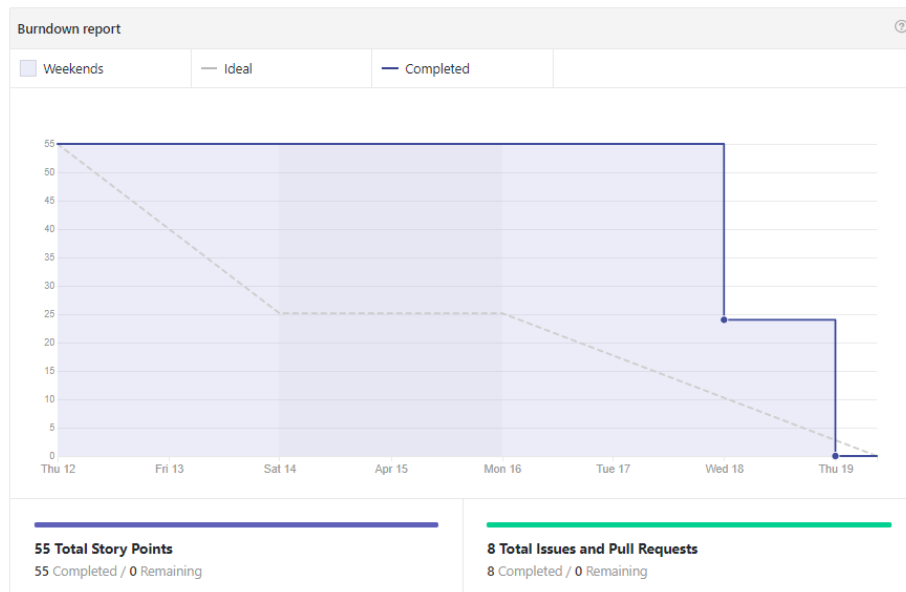 Burndown report
Weekends
Ideal
Completed
55
50
45
40
35
30
25
20
15
10
5
0
Thu 12 Fri 13 Sat 14 Apr 15 Mon 16 Tue 17 Wed 18 Thu 19
55 Total Story Points
55 Completed / 0 Remaining
8 Total Issues and Pull Requests
8 Completed / 0 Remaining